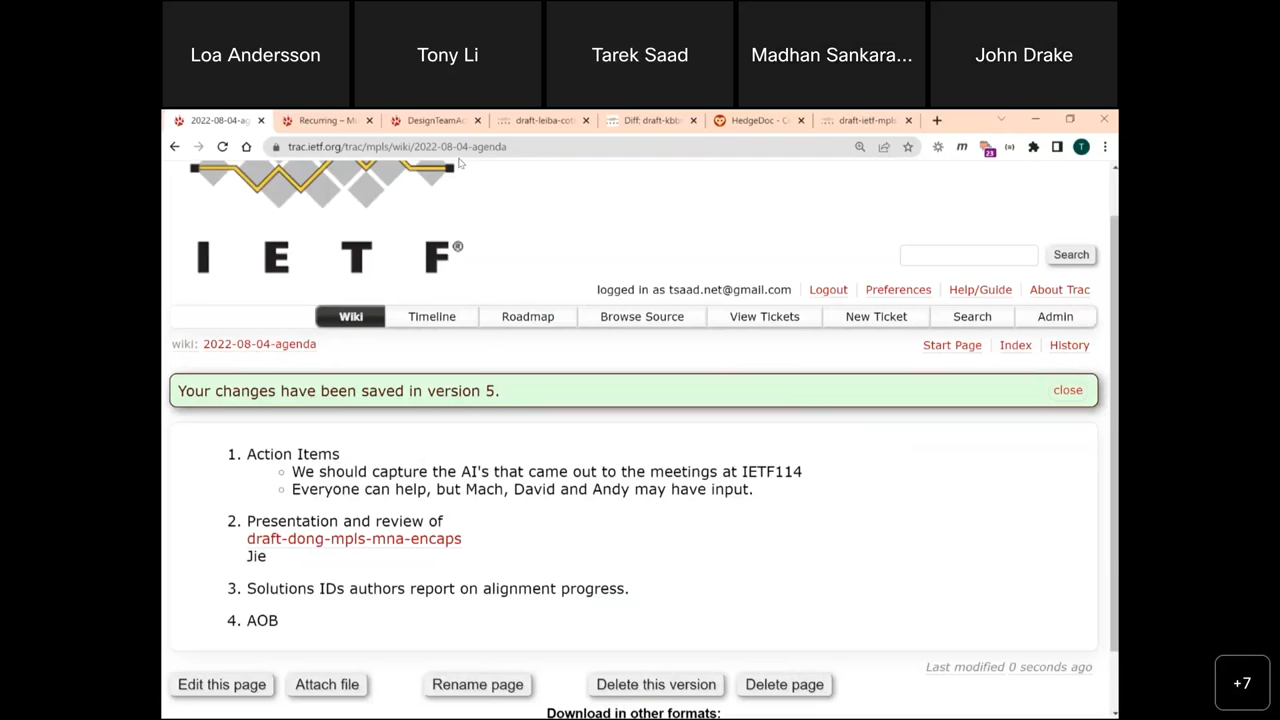 Loa Andersson
Tony Li
Tarek Saad
Madhan Sankara...
John Drake
2022-08-04-ag
Recurring – M
DesignTeamA
draft-leiba-cot
Diff: draft-kbb
HedgeDoc - C
draft-ietf-mpls
trac.ietf.org/trac/mpls/wiki/2022-08-04-agenda
23
T
I E T F®
Search
logged in as tsaad.net@gmail.com Logout Preferences Help/Guide About Trac
Wiki Timeline Roadmap Browse Source View Tickets New Ticket Search Admin
wiki: 2022-08-04-agenda
Start Page Index History
Your changes have been saved in version 5.
close
1. Action Items
We should capture the AI's that came out to the meetings at IETF114
Everyone can help, but Mach, David and Andy may have input.
2. Presentation and review of
draft-dong-mpls-mna-encaps
Jie
3. Solutions IDs authors report on alignment progress.
4. AOB
Last modified 0 seconds ago
Edit this page Attach file Rename page Delete this version Delete page
+7
Download in other formats: